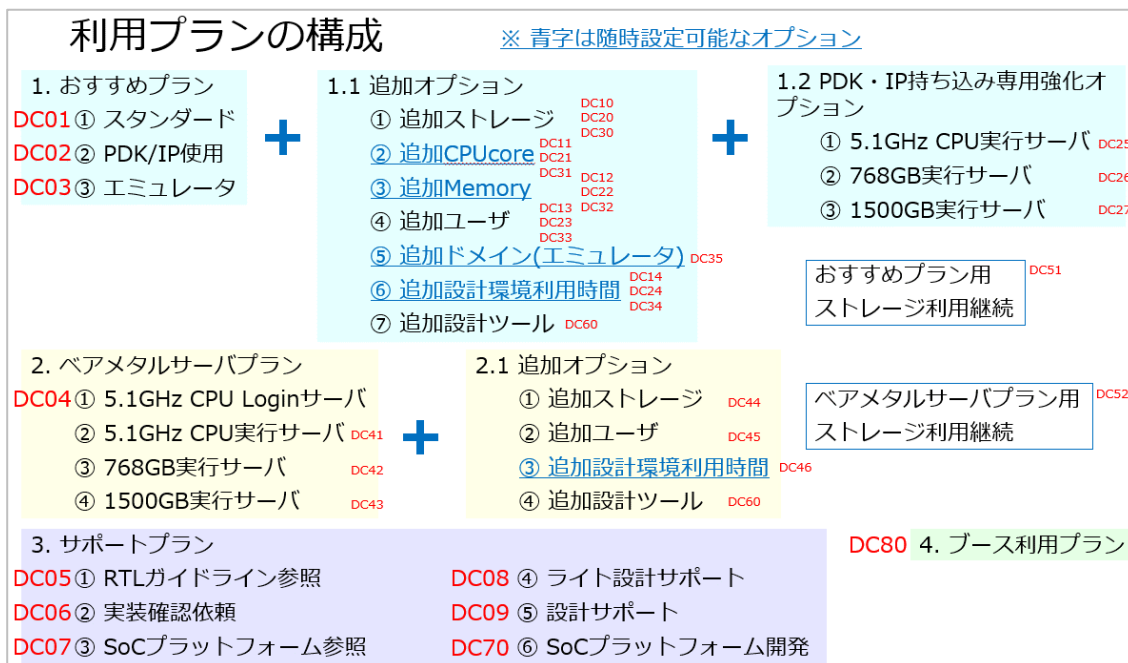 利用プランの構成
※ 青字は随時設定可能なオプション
1. おすすめプラン
DC01 ① スタンダード
DC02 ② PDK/IP使用
DC03 ③ エミュレータ
+
1.1 追加オプション
① 追加ストレージ DC10 DC20 DC30
② 追加CPUcore DC11 DC21 DC31
③ 追加Memory DC12 DC22 DC32
④ 追加ユーザ DC13 DC23 DC33
⑤ 追加ドメイン(エミュレータ) DC35
⑥ 追加設計環境利用時間 DC14 DC24 DC34
⑦ 追加設計ツール DC60
+
1.2 PDK・IP持ち込み専用強化オ
プション
① 5.1GHz CPU実行サーバ DC25
② 768GB実行サーバ DC26
③ 1500GB実行サーバ DC27
おすすめプラン用 DC51
ストレージ利用継続
2. ベアメタルサーバプラン
DC04 ① 5.1GHz CPU Loginサーバ
② 5.1GHz CPU実行サーバ DC41
③ 768GB実行サーバ DC42
④ 1500GB実行サーバ DC43
+
2.1 追加オプション
① 追加ストレージ DC44
② 追加ユーザ DC45
③ 追加設計環境利用時間 DC46
④ 追加設計ツール DC60
ベアメタルサーバプラン用 DC52
ストレージ利用継続
3. サポートプラン
DC05 ① RTLガイドライン参照
DC06 ② 実装確認依頼
DC07 ③ SoCプラットフォーム参照
DC08 ④ ライト設計サポート
DC09 ⑤ 設計サポート
DC70 ⑥ SoCプラットフォーム開発
DC80 4. ブース利用プラン